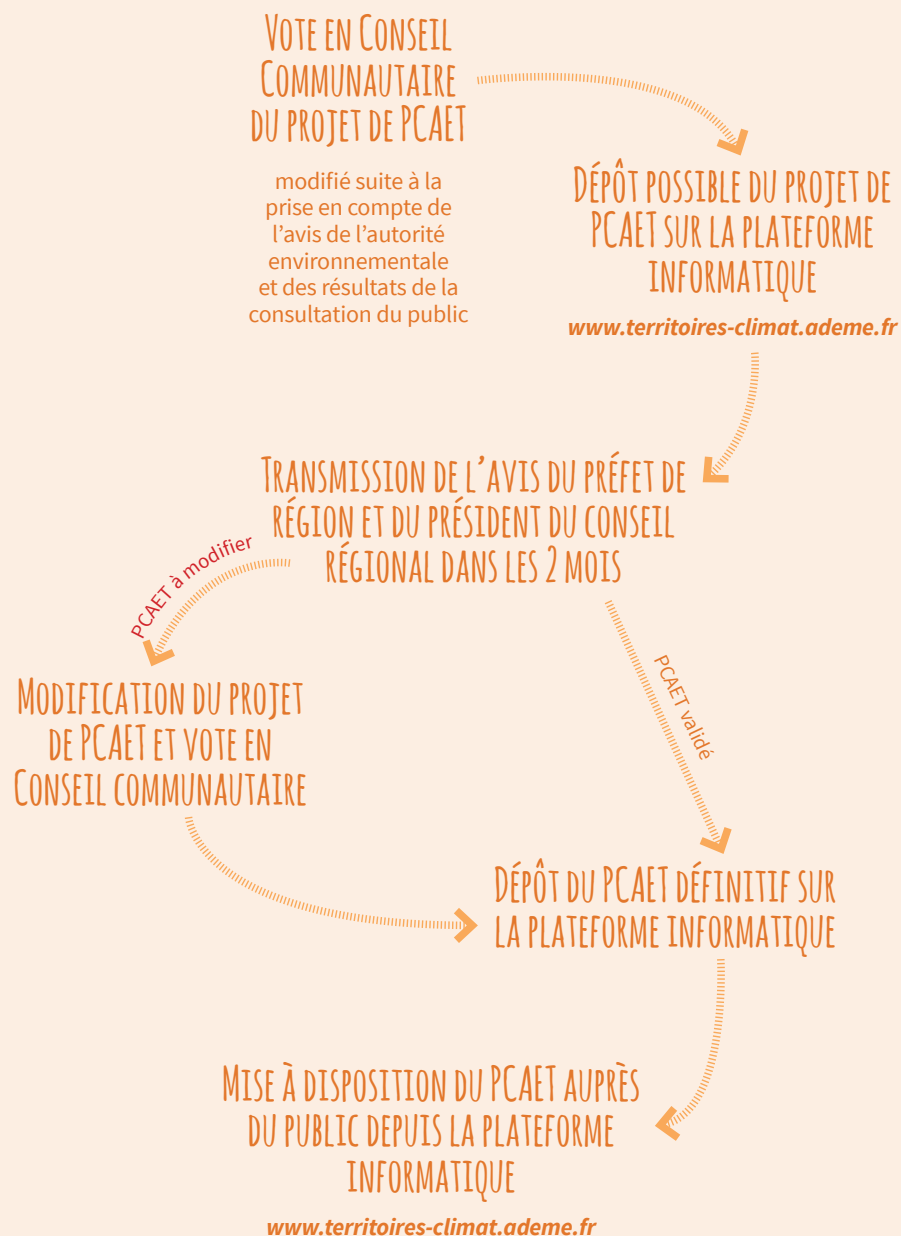 Vote en Conseil
Communautaire
du projet de PCAET
modifié suite à la
prise en compte de
l’avis de l’autorité
environnementale
et des résultats de la
consultation du public
Dépôt possible du projet de
PCAET sur la plateforme
informatique
www.territoires-climat.ademe.fr
Transmission de l’avis du préfet de
région et du président du conseil
régional dans les 2 mois
PCAET à modifier
PCAET validé
Modification du projet
de PCAET et vote en
Conseil communautaire
Dépôt du PCAET définitif sur
la plateforme informatique
Mise à disposition du PCAET auprès
du public depuis la plateforme
informatique
www.territoires-climat.ademe.fr